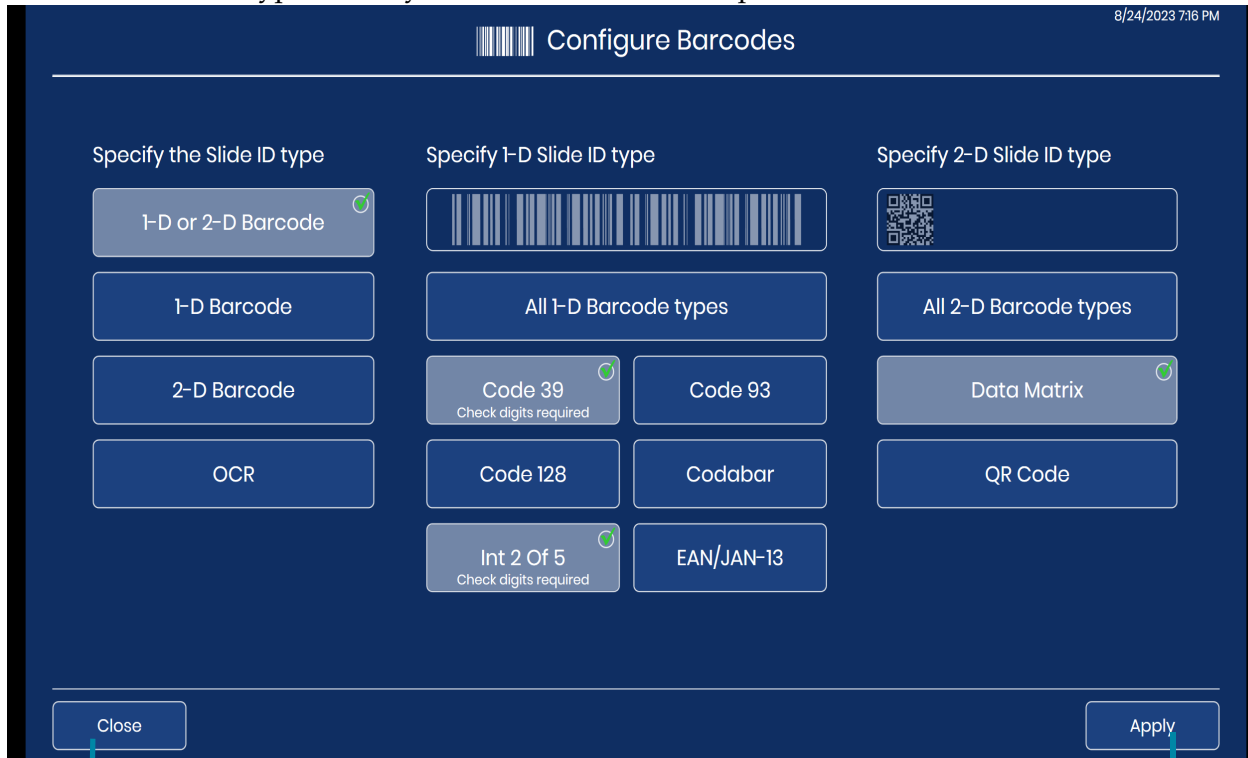 8/24/2023 7:16 PM
Configure Barcodes
Specify the Slide ID type
1-D or 2-D Barcode
1-D Barcode
2-D Barcode
OCR
Specify 1-D Slide ID type
All 1-D Barcode types
Code 39
Check digits required
Code 93
Code 128
Codabar
Int 2 Of 5
Check digits required
EAN/JAN-13
Specify 2-D Slide ID type
All 2-D Barcode types
Data Matrix
QR Code
Close
Apply